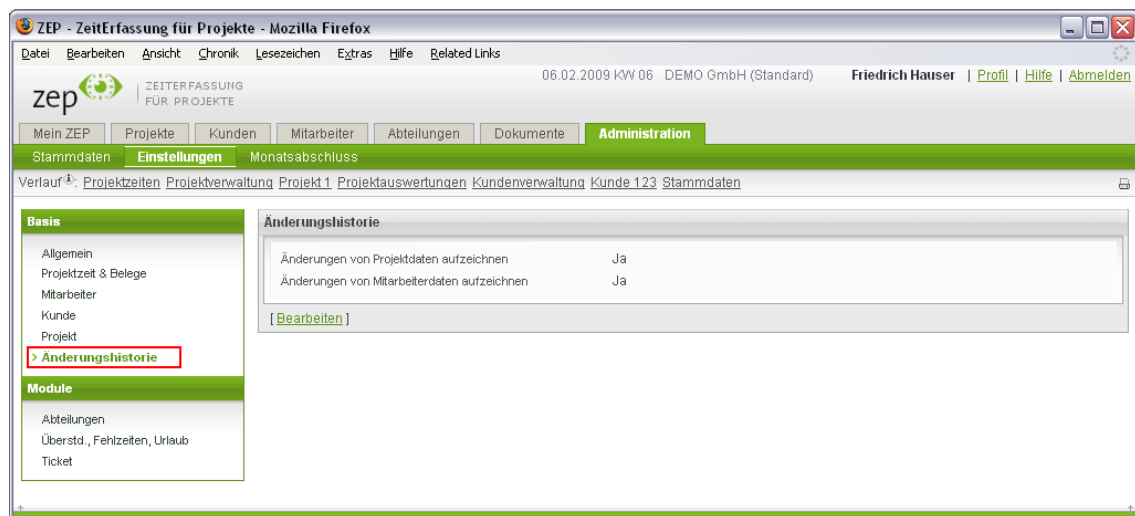 ZEP - ZeitErfassung für Projekte - Mozilla Firefox
Datei Bearbeiten Ansicht Chronik Lesezeichen Extras Hilfe Related Links
06.02.2009 KW 06 DEMO GmbH (Standard) Friedrich Hauser | Profil | Hilfe | Abmelden
zep ZEITERFASSUNG
FÜR PROJEKTE
Mein ZEP Projekte Kunden Mitarbeiter Abteilungen Dokumente Administration
Stammdaten Einstellungen Monatsabschluss
Verlauf: Projektzeiten Projektverwaltung Projekt 1 Projektauswertungen Kundenverwaltung Kunde 123 Stammdaten
Basis
Allgemein
Projektzeit & Belege
Mitarbeiter
Kunde
Projekt
> Änderungshistorie
Module
Abteilungen
Überstd., Fehlzeiten, Urlaub
Ticket
Änderungshistorie
Änderungen von Projektdaten aufzeichnen Ja
Änderungen von Mitarbeiterdaten aufzeichnen Ja
[ Bearbeiten ]